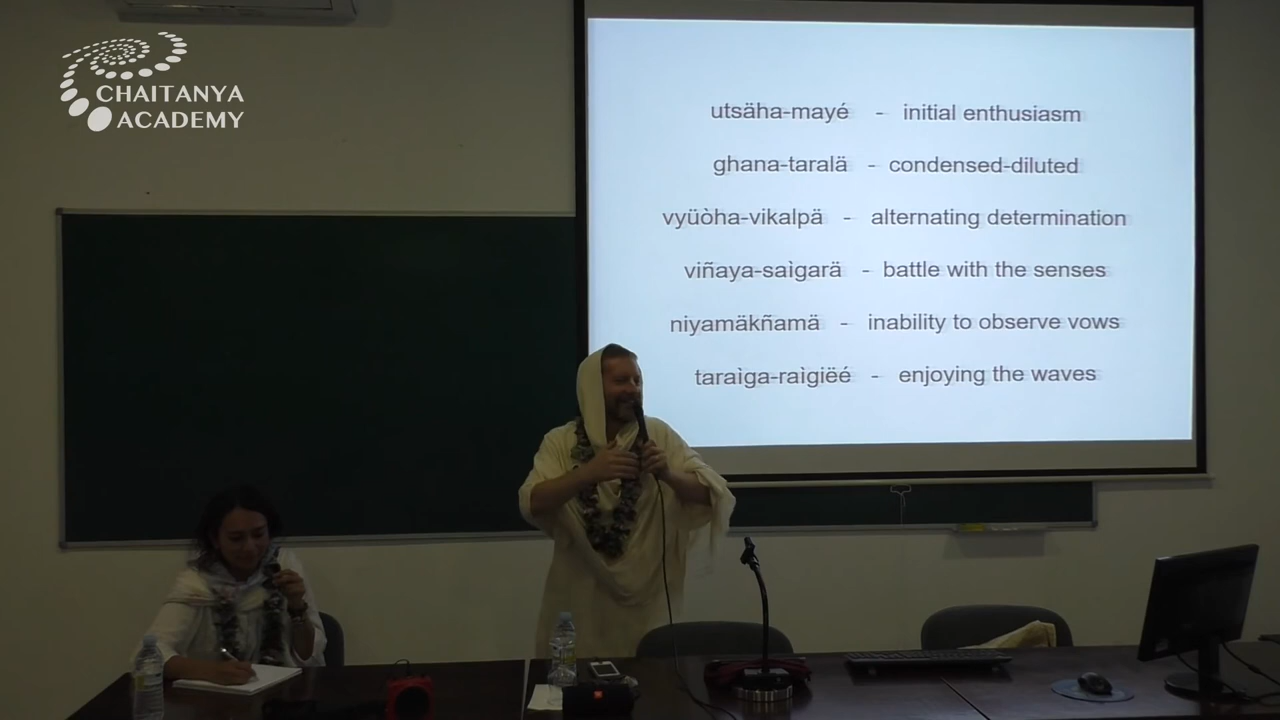 CHAITANYA
ACADEMY
utsäha-mayé - initial enthusiasm
ghana-taralä - condensed-diluted
vyüòha-vikalpä - alternating determination
viñaya-saìgarä - battle with the senses
niyamäkñamä - inability to observe vows
taraìga-raìgiëé - enjoying the waves